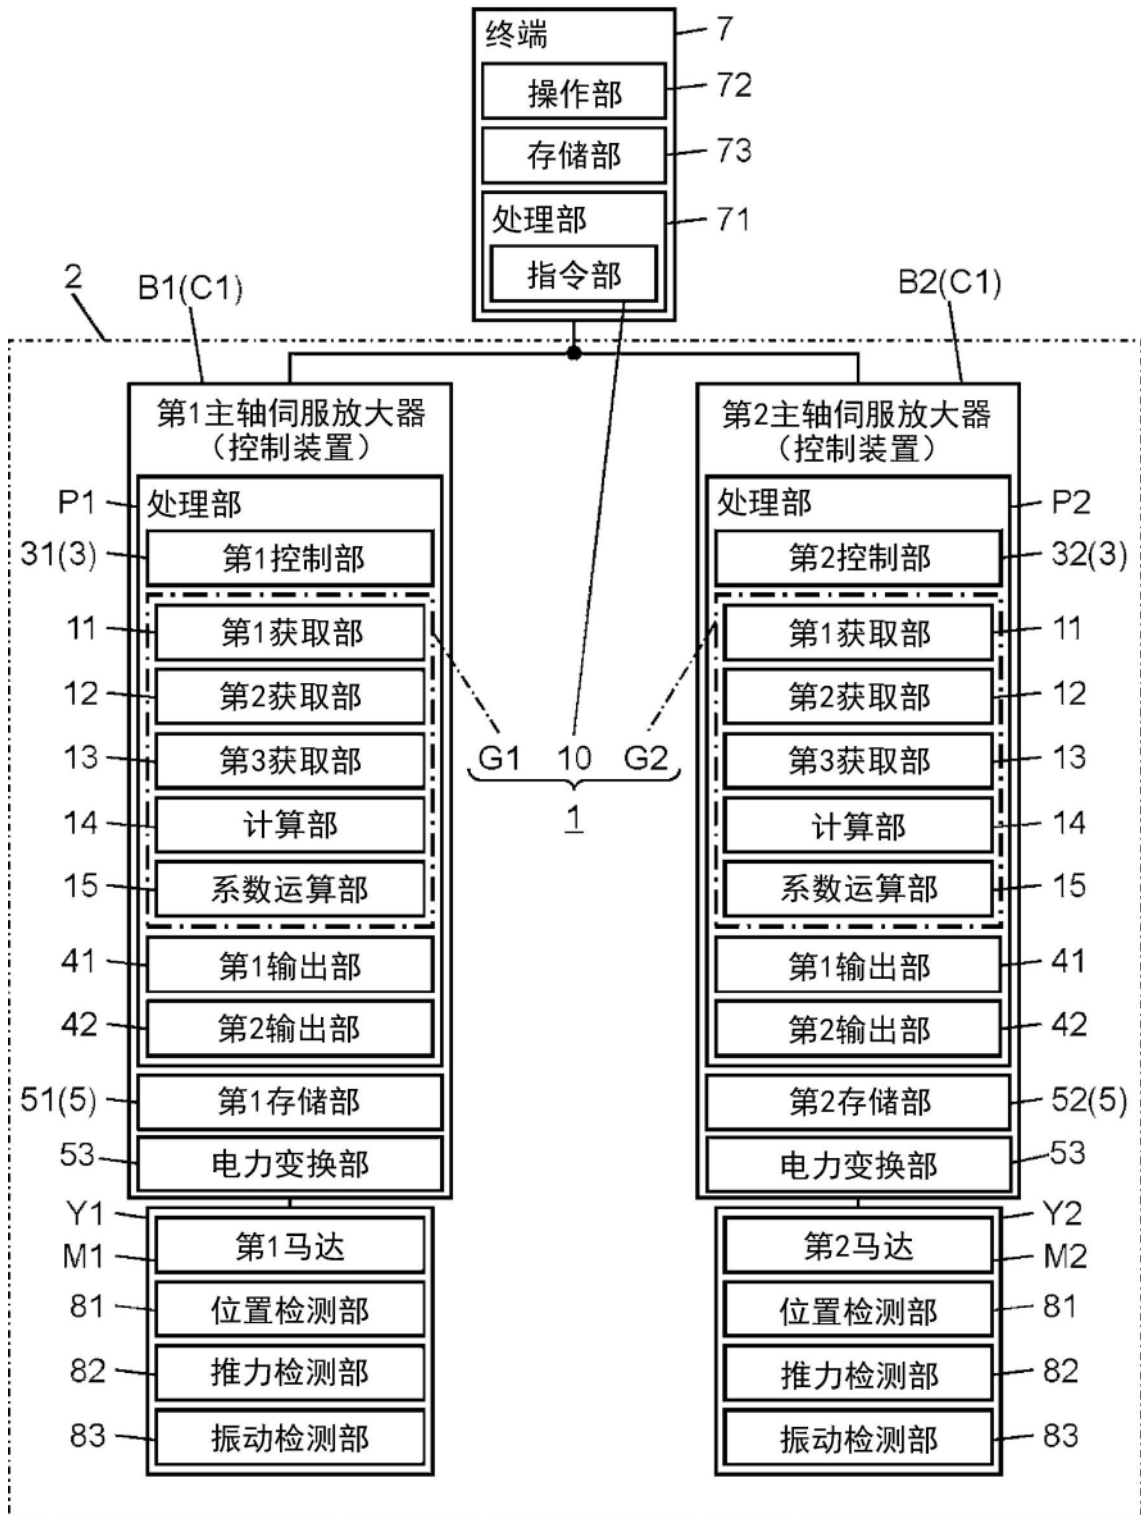 终端
7
操作部
72
存储部
73
处理部
71
指令部
2
B1(C1)
B2(C1)
第1主轴伺服放大器
（控制装置）
P1
处理部
31(3)
第1控制部
11
第1获取部
12
第2获取部
13
第3获取部
14
计算部
15
系数运算部
41
第1输出部
42
第2输出部
51(5)
第1存储部
53
电力变换部
Y1
M1
第1马达
81
位置检测部
82
推力检测部
83
振动检测部
G1 10 G2
1
第2主轴伺服放大器
（控制装置）
处理部
P2
第2控制部
32(3)
第1获取部
11
第2获取部
12
第3获取部
13
计算部
14
系数运算部
15
第1输出部
41
第2输出部
42
第2存储部
52(5)
电力变换部
53
Y2
第2马达
M2
位置检测部
81
推力检测部
82
振动检测部
83